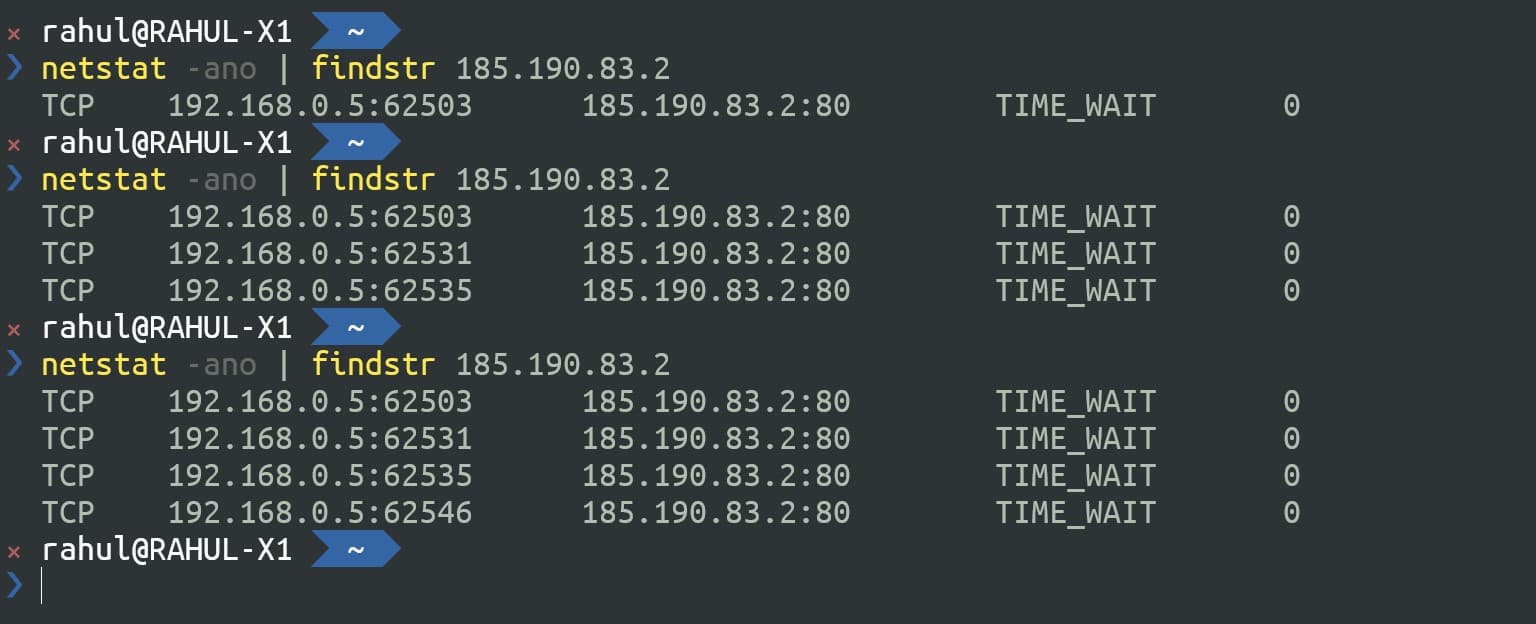 × rahul@RAHUL-X1 ~
❯ netstat -ano | findstr 185.190.83.2
TCP 192.168.0.5:62503 185.190.83.2:80 TIME_WAIT 0
× rahul@RAHUL-X1 ~
❯ netstat -ano | findstr 185.190.83.2
TCP 192.168.0.5:62503 185.190.83.2:80 TIME_WAIT 0
TCP 192.168.0.5:62531 185.190.83.2:80 TIME_WAIT 0
TCP 192.168.0.5:62535 185.190.83.2:80 TIME_WAIT 0
× rahul@RAHUL-X1 ~
❯ netstat -ano | findstr 185.190.83.2
TCP 192.168.0.5:62503 185.190.83.2:80 TIME_WAIT 0
TCP 192.168.0.5:62531 185.190.83.2:80 TIME_WAIT 0
TCP 192.168.0.5:62535 185.190.83.2:80 TIME_WAIT 0
TCP 192.168.0.5:62546 185.190.83.2:80 TIME_WAIT 0
× rahul@RAHUL-X1 ~
❯